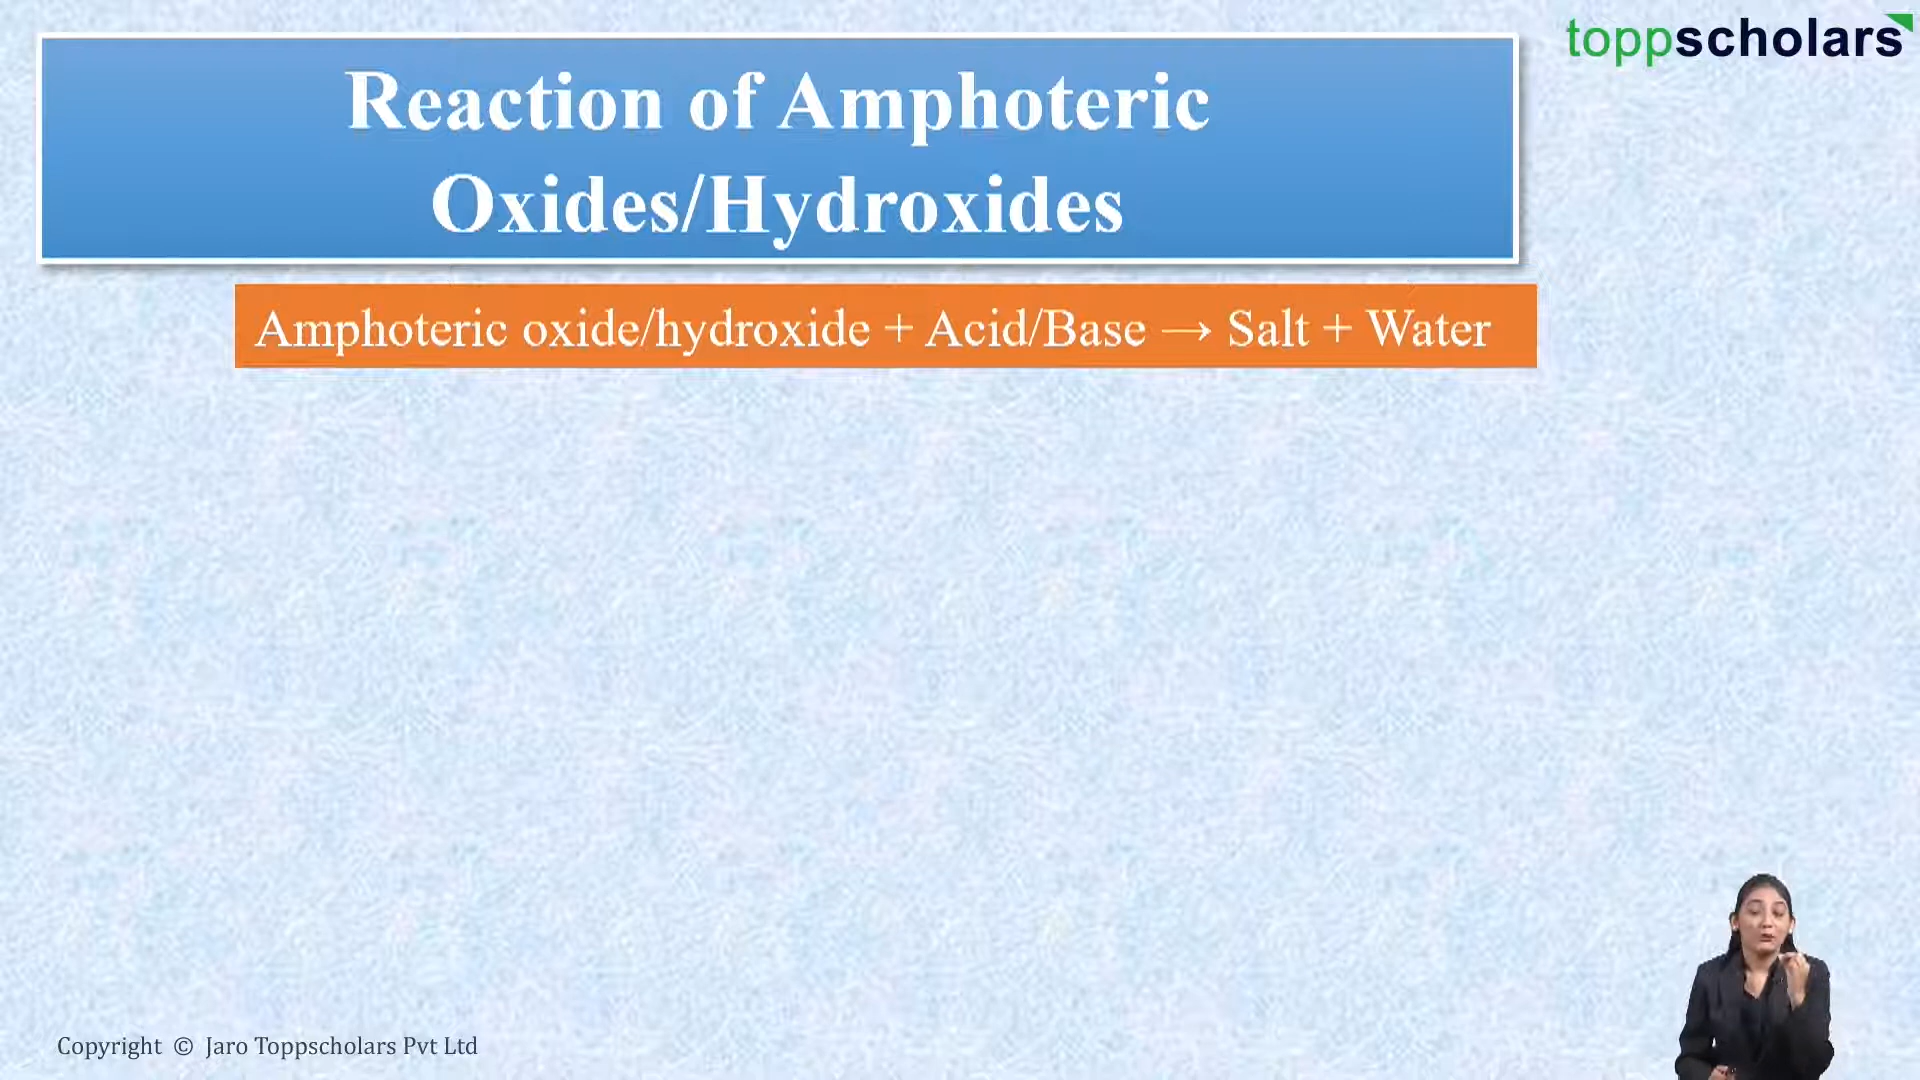 toppscholars
Reaction of Amphoteric
Oxides/Hydroxides
Amphoteric oxide/hydroxide + Acid/Base → Salt + Water
Copyright © Jaro Toppscholars Pvt Ltd